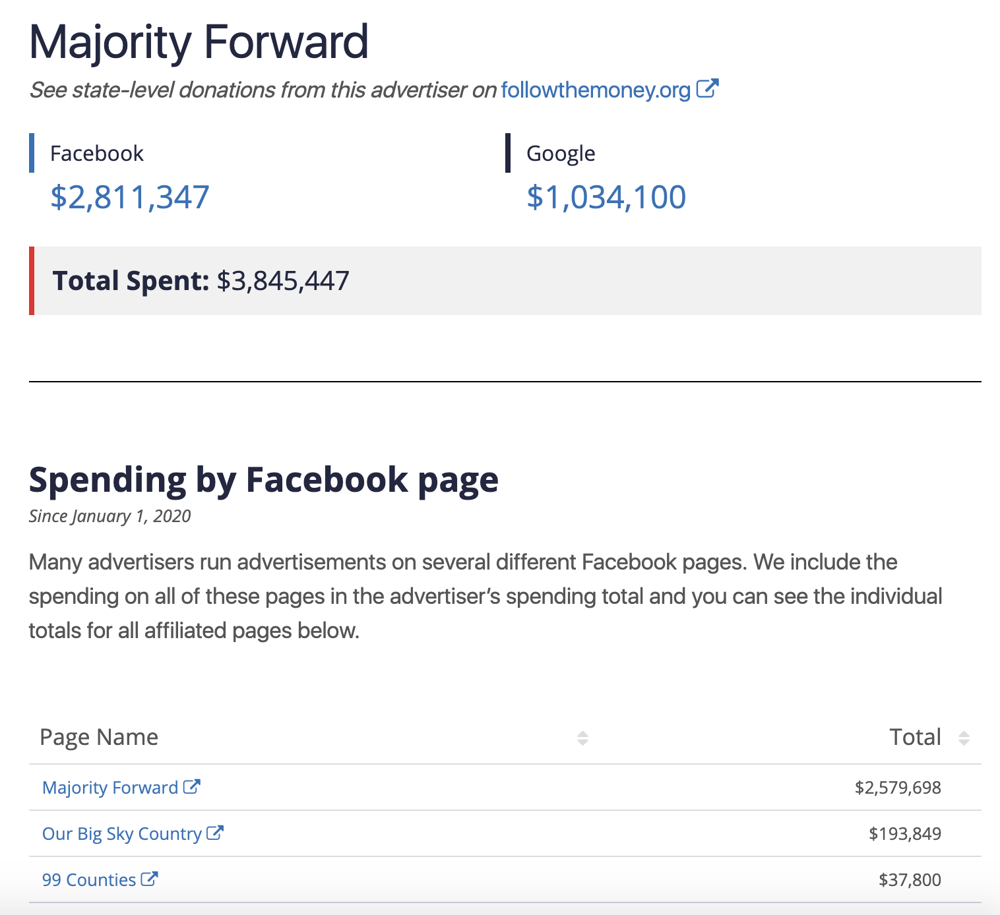 Majority Forward
See state-level donations from this advertiser on followthemoney.org
Facebook
$2,811,347
Google
$1,034,100
Total Spent: $3,845,447
Spending by Facebook page
Since January 1, 2020
Many advertisers run advertisements on several different Facebook pages. We include the
spending on all of these pages in the advertiser’s spending total and you can see the individual
totals for all affiliated pages below.
Page Name Total
Majority Forward $2,579,698
Our Big Sky Country $193,849
99 Counties $37,800